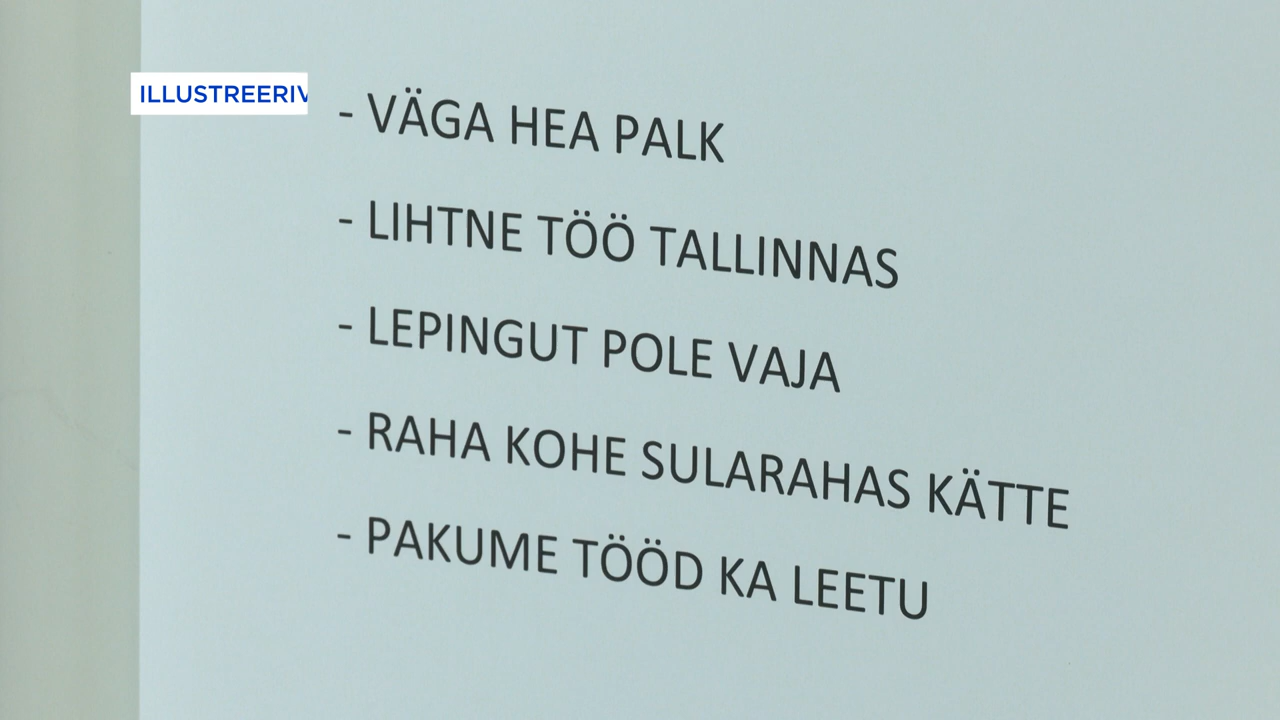 ILLUSTREERIV
- VÄGA HEA PALK
- LIHTNE TÖÖ TALLINNAS
- LEPINGUT POLE VAJA
- RAHA KOHE SULARAHAS KÄTTE
- PAKUME TÖÖD KA LEETU